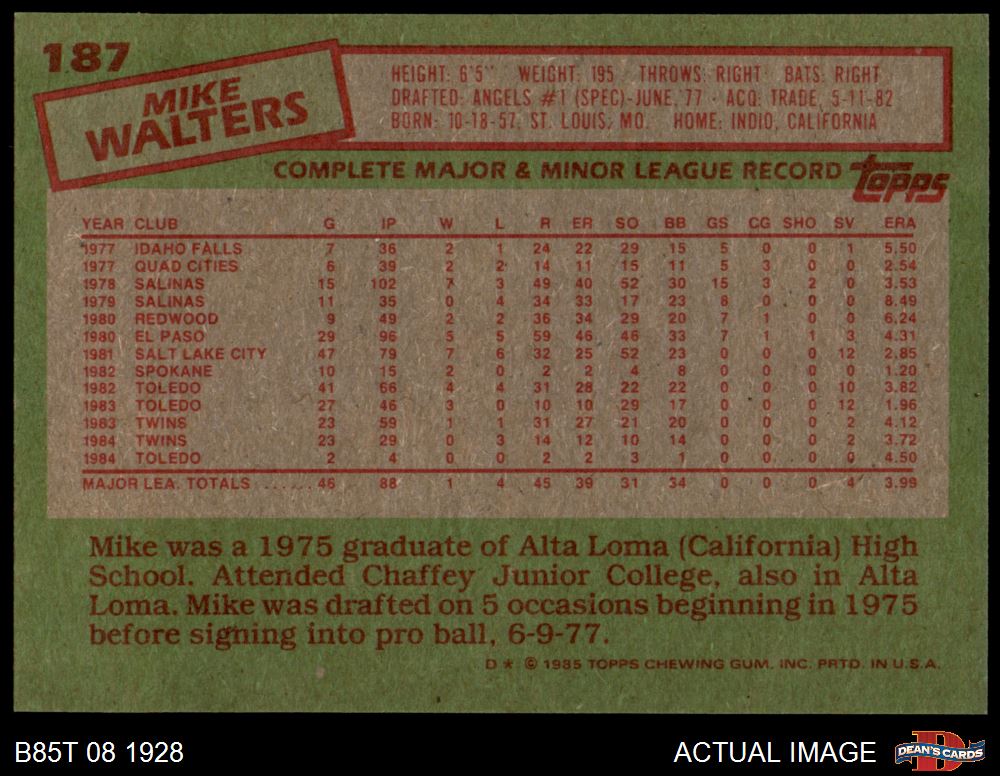 187
MIKE
WALTERS
HEIGHT: 6'5" WEIGHT: 195 THROWS: RIGHT BATS: RIGHT
DRAFTED: ANGELS #1 (SPEC)-JUNE,'77 · ACQ: TRADE, 5-11-82
BORN: 10-18-57, ST. LOUIS, MO. HOME: INDIO, CALIFORNIA
COMPLETE MAJOR & MINOR LEAGUE RECORD TOPPS
YEAR CLUB G IP W L R ER SO BB GS CG SHO SV ERA
1977 IDAHO FALLS 7 36 2 1 24 22 29 15 5 0 0 1 5.50
1977 QUAD CITIES 6 39 2 2 14 11 15 11 5 3 0 0 2.54
1978 SALINAS 15 102 7 3 49 40 52 30 15 3 2 0 3.53
1979 SALINAS 11 35 0 4 34 33 17 23 8 0 0 0 8.49
1980 REDWOOD 9 49 2 2 36 34 29 20 7 1 0 0 6.24
1980 EL PASO 29 96 5 5 59 46 46 33 7 1 1 3 4.31
1981 SALT LAKE CITY 47 79 7 6 32 25 52 23 0 0 0 12 2.85
1982 SPOKANE 10 15 2 0 2 2 4 8 0 0 0 0 1.20
1982 TOLEDO 41 66 4 4 31 28 22 22 0 0 0 10 3.82
1983 TOLEDO 27 46 3 0 10 10 29 17 0 0 0 12 1.96
1983 TWINS 23 59 1 1 31 27 21 20 0 0 0 2 4.12
1984 TWINS 23 29 0 3 14 12 10 14 0 0 0 2 3.72
1984 TOLEDO 2 4 0 0 2 2 3 1 0 0 0 0 4.50
MAJOR LEA. TOTALS ...... 46 88 1 4 45 39 31 34 0 0 0 4 3.99
Mike was a 1975 graduate of Alta Loma (California) High
School. Attended Chaffey Junior College, also in Alta
Loma. Mike was drafted on 5 occasions beginning in 1975
before signing into pro ball, 6-9-77.
D * © 1985 TOPPS CHEWING GUM, INC. PRTD. IN U.S.A.
B85T 08 1928 ACTUAL IMAGE DEAN'S CARDS